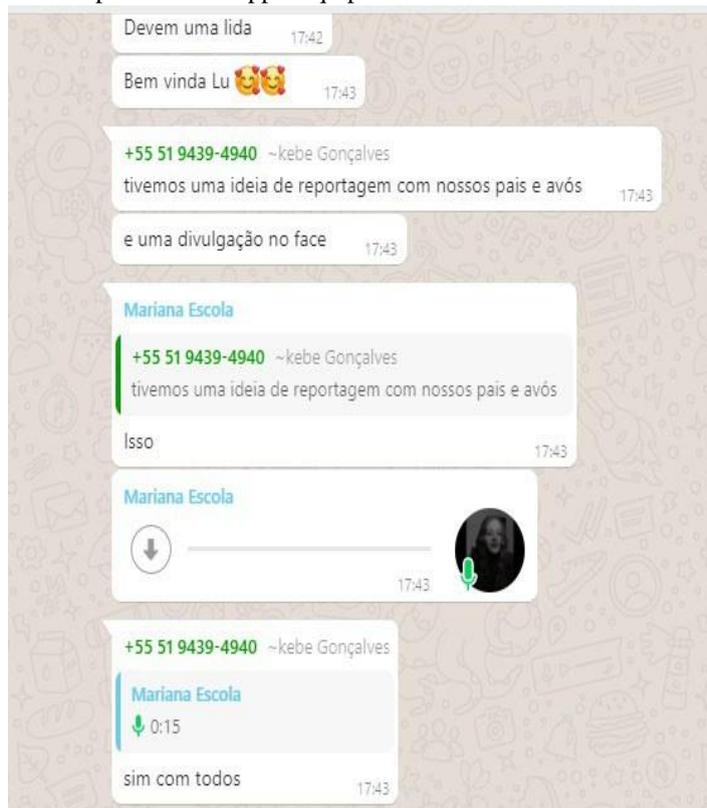 Devem uma lida 17:42
Bem vinda Lu 🥰🥰 17:43
+55 51 9439-4940 ~kebe Gonçalves
tivemos uma ideia de reportagem com nossos pais e avós 17:43
e uma divulgação no face 17:43
Mariana Escola
+55 51 9439-4940 ~kebe Gonçalves
tivemos uma ideia de reportagem com nossos pais e avós
Isso 17:43
Mariana Escola
17:43
+55 51 9439-4940 ~kebe Gonçalves
Mariana Escola
0:15
sim com todos 17:43